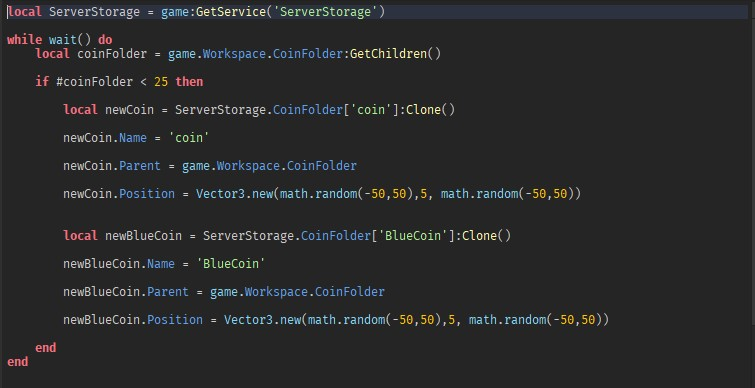 local ServerStorage = game:GetService('ServerStorage')
while wait() do
    local coinFolder = game.Workspace.CoinFolder:GetChildren()
    if #coinFolder < 25 then
        local newCoin = ServerStorage.CoinFolder['coin']:Clone()
        newCoin.Name = 'coin'
        newCoin.Parent = game.Workspace.CoinFolder
        newCoin.Position = Vector3.new(math.random(-50,50),5, math.random(-50,50))
        local newBlueCoin = ServerStorage.CoinFolder['BlueCoin']:Clone()
        newBlueCoin.Name = 'BlueCoin'
        newBlueCoin.Parent = game.Workspace.CoinFolder
        newBlueCoin.Position = Vector3.new(math.random(-50,50),5, math.random(-50,50))
    end
end